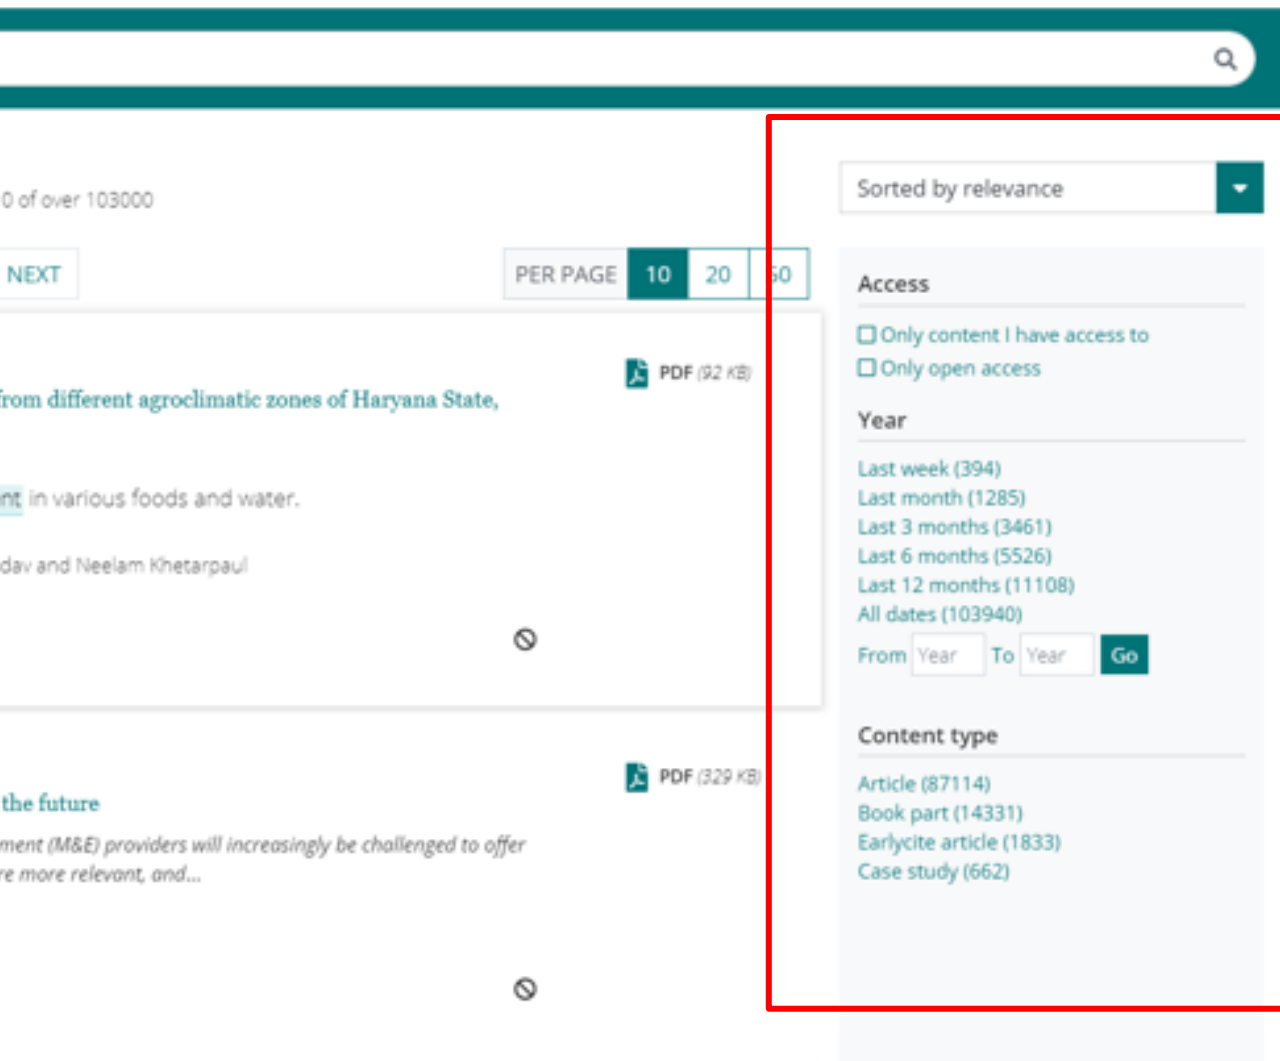 0 of over 103000
NEXT
PER PAGE 10 20 50
PDF (92 KB)
from different agroclimatic zones of Haryana State,
nt in various foods and water.
dav and Neelam Khetarpaul
PDF (329 KB)
the future
ment (M&E) providers will increasingly be challenged to offer
re more relevant, and...
Sorted by relevance
Access
Only content I have access to
Only open access
Year
Last week (394)
Last month (1285)
Last 3 months (3461)
Last 6 months (5526)
Last 12 months (11108)
All dates (103940)
From Year To Year Go
Content type
Article (87114)
Book part (14331)
Earlycite article (1833)
Case study (662)